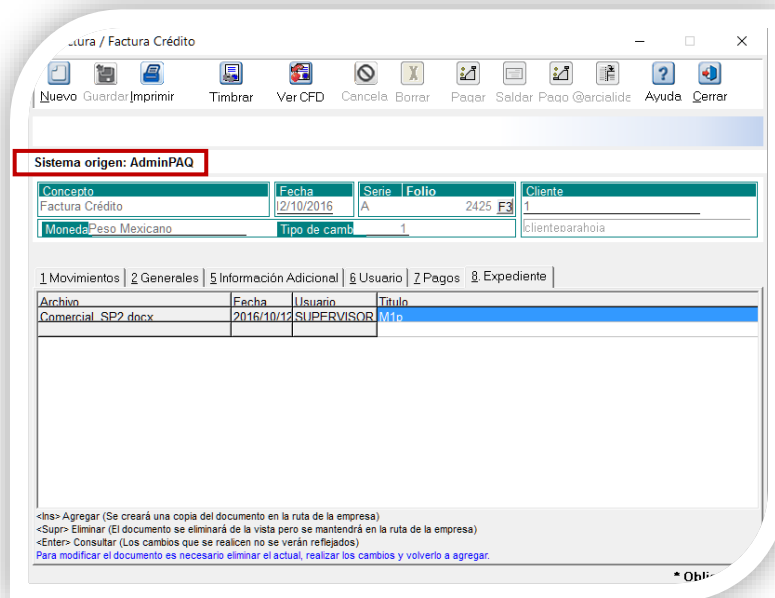 / Factura Crédito
Nuevo Guardar Imprimir Timbrar Ver CFD Cancela Borrar Pagar Saldar Pago @arcialide Ayuda Cerrar
Sistema origen: AdminPAQ
Concepto Fecha Serie Folio Cliente
Factura Crédito 12/10/2016 A 2425 F3 1
Moneda Peso Mexicano Tipo de camb 1 clienteparahoja
1 Movimientos 2 Generales 5 Información Adicional 6 Usuario 7 Pagos 8. Expediente
Archivo Fecha Usuario Titulo
Comercial_SP2.docx 2016/10/12 SUPERVISOR M1p
<Ins> Agregar (Se creará una copia del documento en la ruta de la empresa)
<Supr> Eliminar (El documento se eliminará de la vista pero se mantendrá en la ruta de la empresa)
<Enter> Consultar (Los cambios que se realicen no se verán reflejados)
Para modificar el documento es necesario eliminar el actual, realizar los cambios y volverlo a agregar.